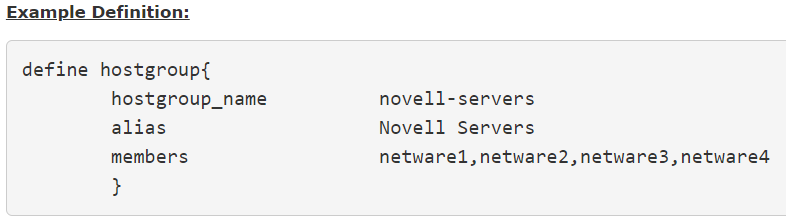 Example Definition:
define hostgroup{
        hostgroup_name          novell-servers
        alias                   Novell Servers
        members                 netware1,netware2,netware3,netware4
        }